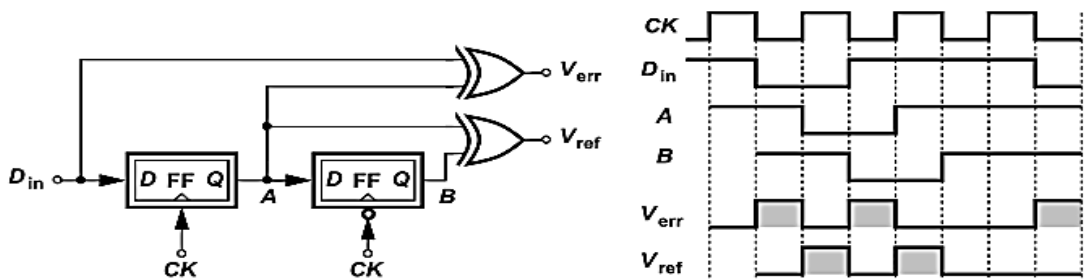 V_err
V_ref
D_in
D FF Q
A
D FF Q
B
CK
CK
CK
D_in
A
B
V_err
V_ref